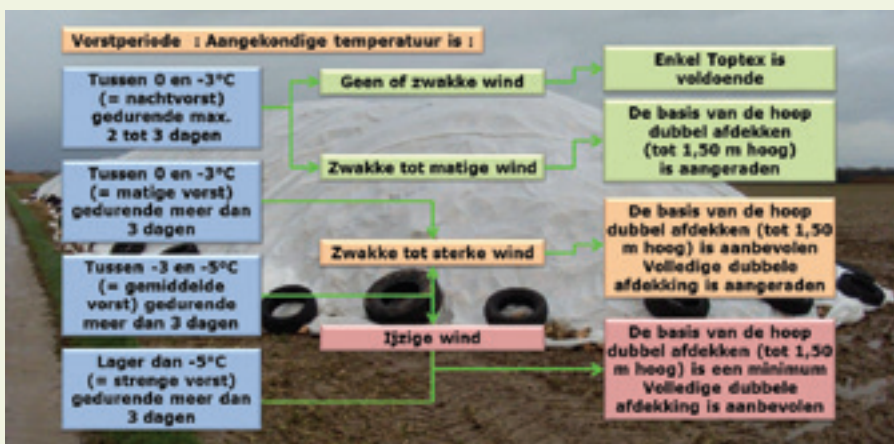 Vorstperiode : Aangekondige temperatuur is :
Tussen 0 en -3°C
(= nachtvorst)
gedurende max.
2 tot 3 dagen
Geen of zwakke wind
Enkel Toptex is
voldoende
Zwakke tot matige wind
De basis van de hoop
dubbel afdekken
(tot 1,50 m hoog)
is aangeraden
Tussen 0 en -3°C
(= matige vorst)
gedurende meer dan
3 dagen
Zwakke tot sterke wind
De basis van de hoop
dubbel afdekken (tot 1,50
m hoog) is aanbevolen
Volledige dubbele
afdekking is aangeraden
Tussen -3 en -5°C
(= gemiddelde
vorst) gedurende
meer dan 3 dagen
Ijzige wind
De basis van de hoop
dubbel afdekken (tot 1,50
m hoog) is een minimum
Volledige dubbele
afdekking is aanbevolen
Lager dan -5°C
(= strenge vorst)
gedurende meer dan
3 dagen